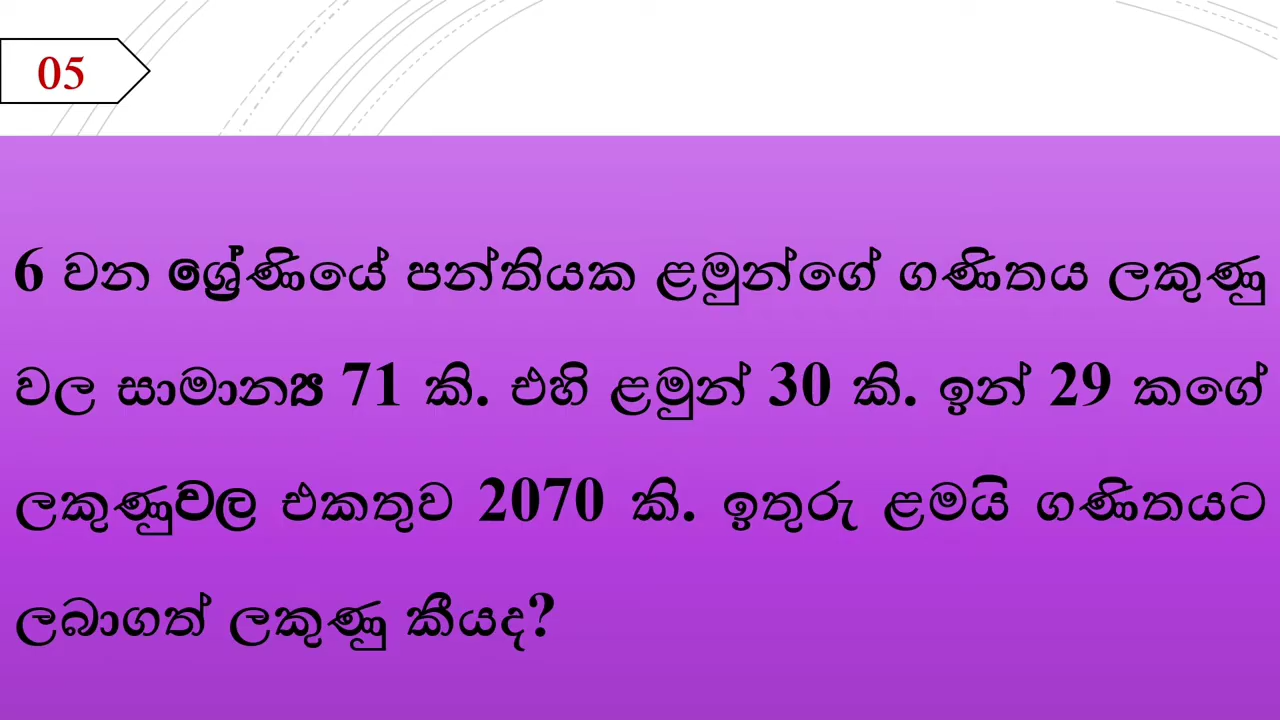 05
6 වන ශ්‍රේණියේ පන්තියක ළමුන්ගේ ගණිතය ලකුණු
වල සාමාන්‍ය 71 කි. එහි ළමුන් 30 කි. ඉන් 29 කගේ
ලකුණුවල එකතුව 2070 කි. ඉතුරු ළමයි ගණිතයට
ලබාගත් ලකුණු කීයද?